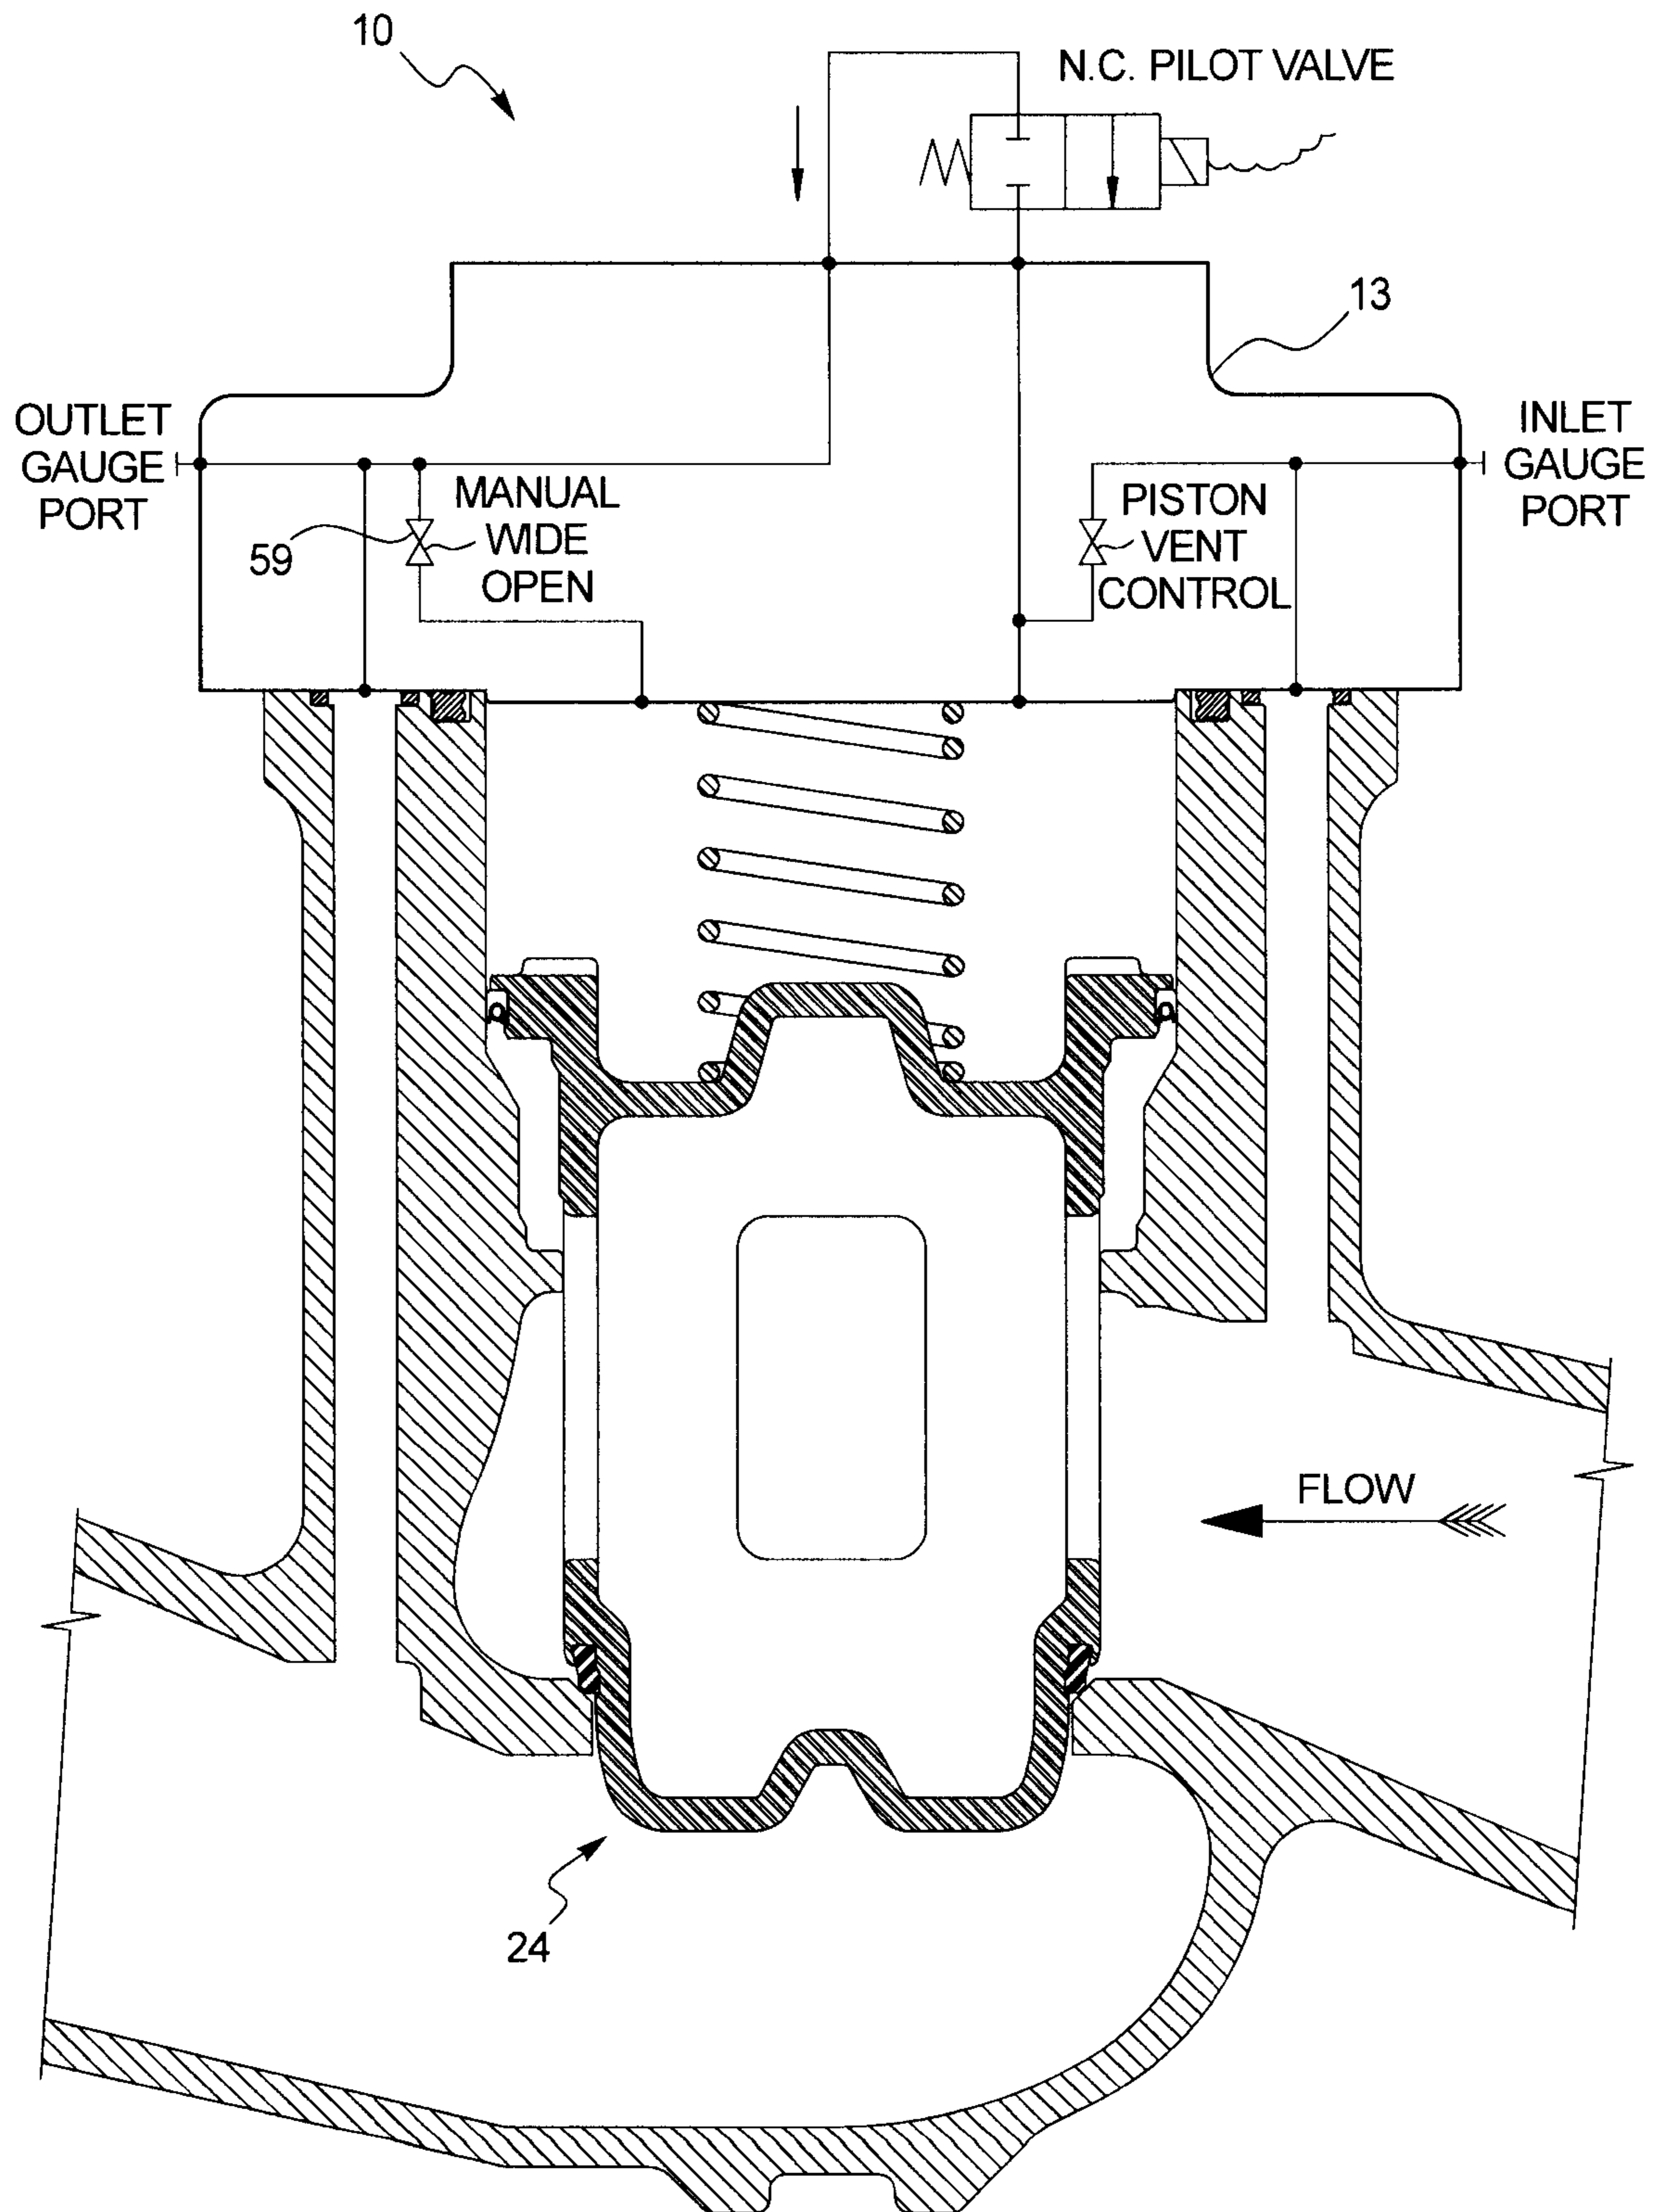 10
N.C. PILOT VALVE
13
OUTLET
GAUGE
PORT
INLET
GAUGE
PORT
MANUAL
WIDE
OPEN
59
PISTON
VENT
CONTROL
FLOW
24